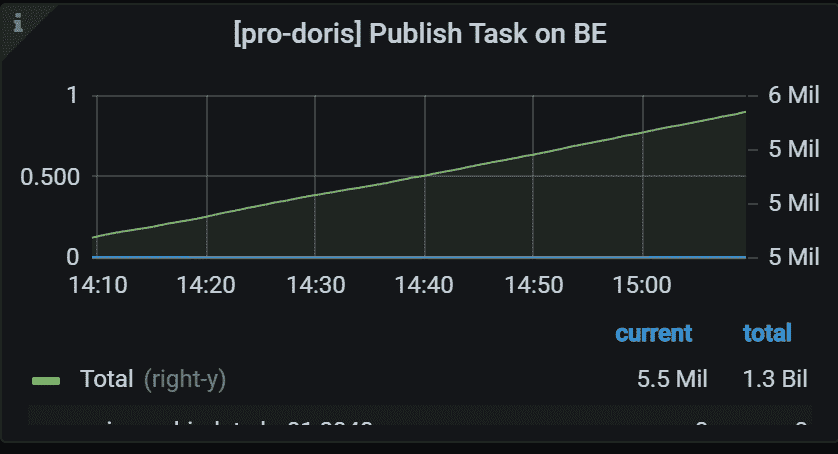 i
[pro-doris] Publish Task on BE
1 6 Mil
5 Mil
0.500
5 Mil
0 5 Mil
14:10 14:20 14:30 14:40 14:50 15:00
current total
Total (right-y) 5.5 Mil 1.3 Bil